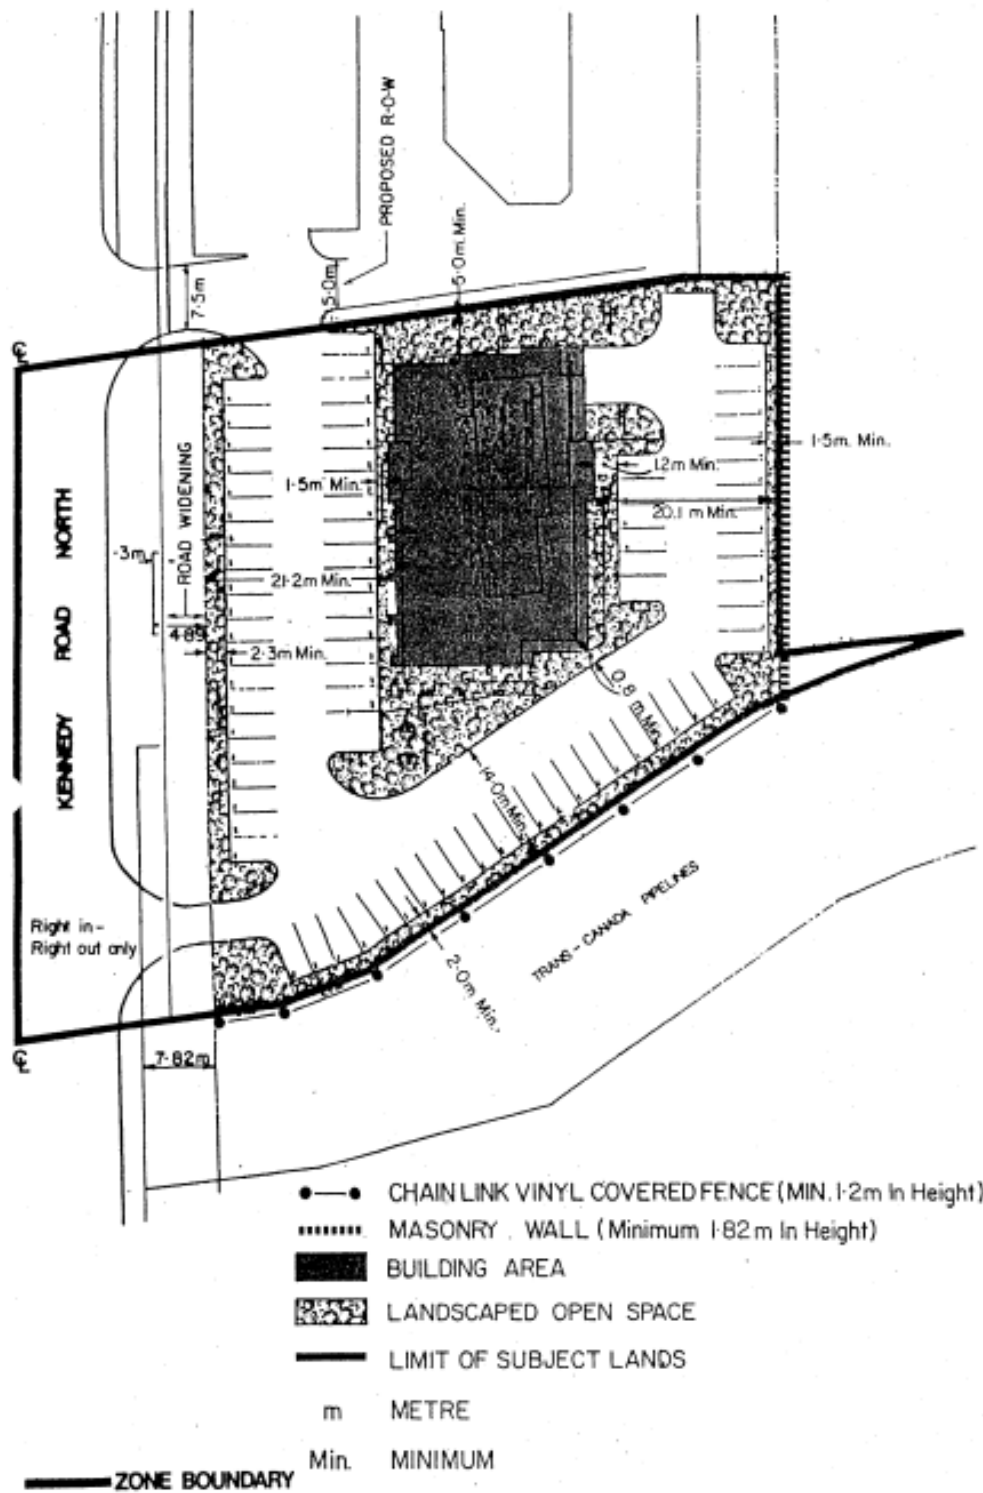 PROPOSED R-O-W
6·0m. Min.
7·5m
5·0m
℄
1·5m. Min.
1·2m Min.
1·5m Min.
20.1 m Min.
ROAD WIDENING
KENNEDY ROAD NORTH
·3m
21·2m Min.
4·89
2·3m Min.
0·8 m. Min.
14·0m Min.
TRANS-CANADA PIPELINES
Right in-
Right out only
2·0m Min.
℄
7·82m
CHAIN LINK VINYL COVERED FENCE (MIN. 1·2m In Height)
MASONRY WALL (Minimum 1·82m In Height)
BUILDING AREA
LANDSCAPED OPEN SPACE
LIMIT OF SUBJECT LANDS
m METRE
Min. MINIMUM
ZONE BOUNDARY